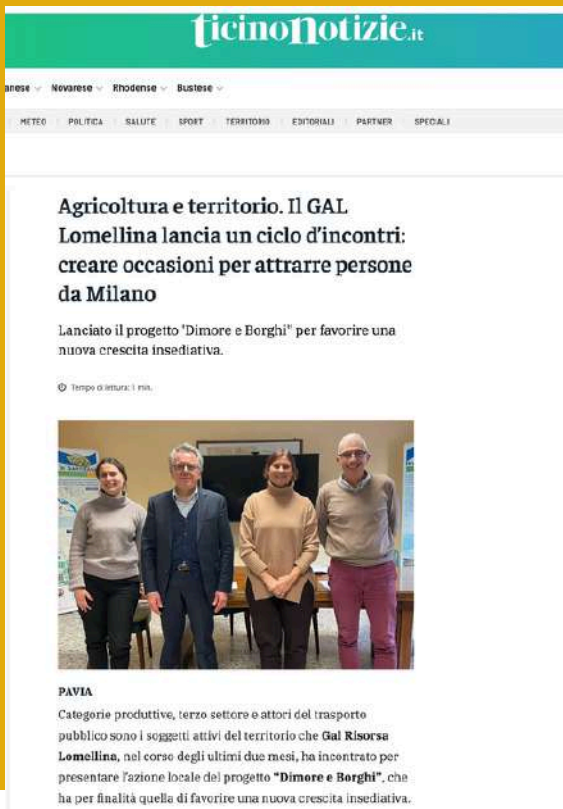 ticinonotizie.it
anese Novarese Rhodense Bustese
METEO POLITICA SALUTE SPORT TERRITORIO EDITORIALI PARTNER SPECIALI
Agricoltura e territorio. Il GAL
Lomellina lancia un ciclo d'incontri:
creare occasioni per attrarre persone
da Milano
Lanciato il progetto 'Dimore e Borghi" per favorire una
nuova crescita insediativa.
Tempo di lettura: 1 min.
PAVIA
Categorie produttive, terzo settore e attori del trasporto
pubblico sono i soggetti attivi del territorio che Gal Risorsa
Lomellina, nel corso degli ultimi due mesi, ha incontrato per
presentare l'azione locale del progetto "Dimore e Borghi", che
ha per finalità quella di favorire una nuova crescita insediativa.